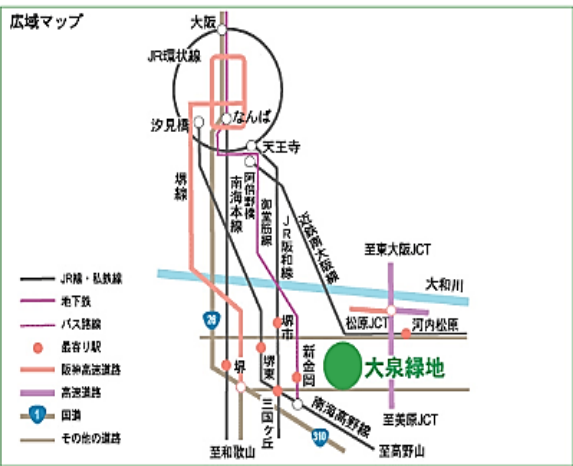 広域マップ
大阪
JR環状線
なんば
汐見橋
天王寺
堺線
南海本線
阿倍野橋
御堂筋線
JR阪和線
近鉄南大阪線
至東大阪JCT
大和川
JR線・私鉄線
地下鉄
バス路線
最寄り駅
阪神高速道路
高速道路
1
国道
その他の道路
26
堺市
松原JCT
河内松原
新金岡
大泉緑地
堺
堺東
三国ヶ丘
南海高野線
至美原JCT
310
至和歌山
至高野山